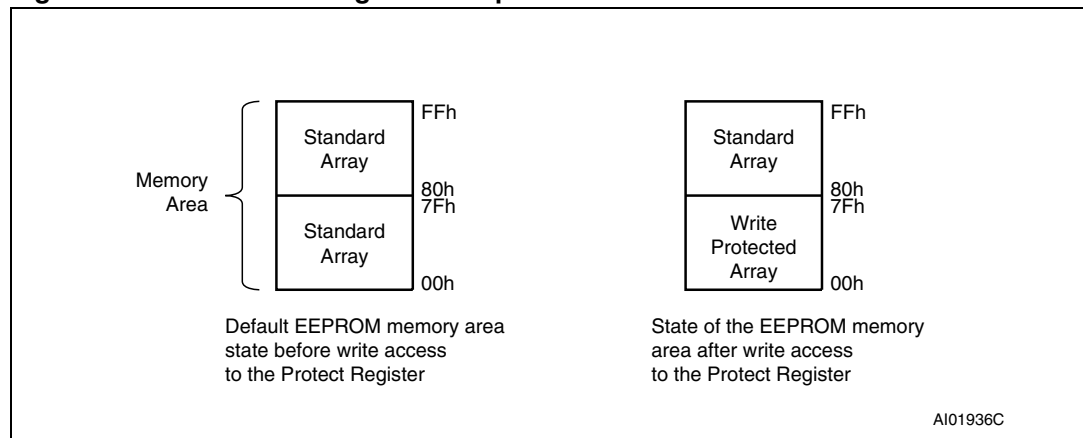 FFh
Standard
Array
80h
7Fh
Standard
Array
00h
Memory
Area
Default EEPROM memory area
state before write access
to the Protect Register
FFh
Standard
Array
80h
7Fh
Write
Protected
Array
00h
State of the EEPROM memory
area after write access
to the Protect Register
AI01936C